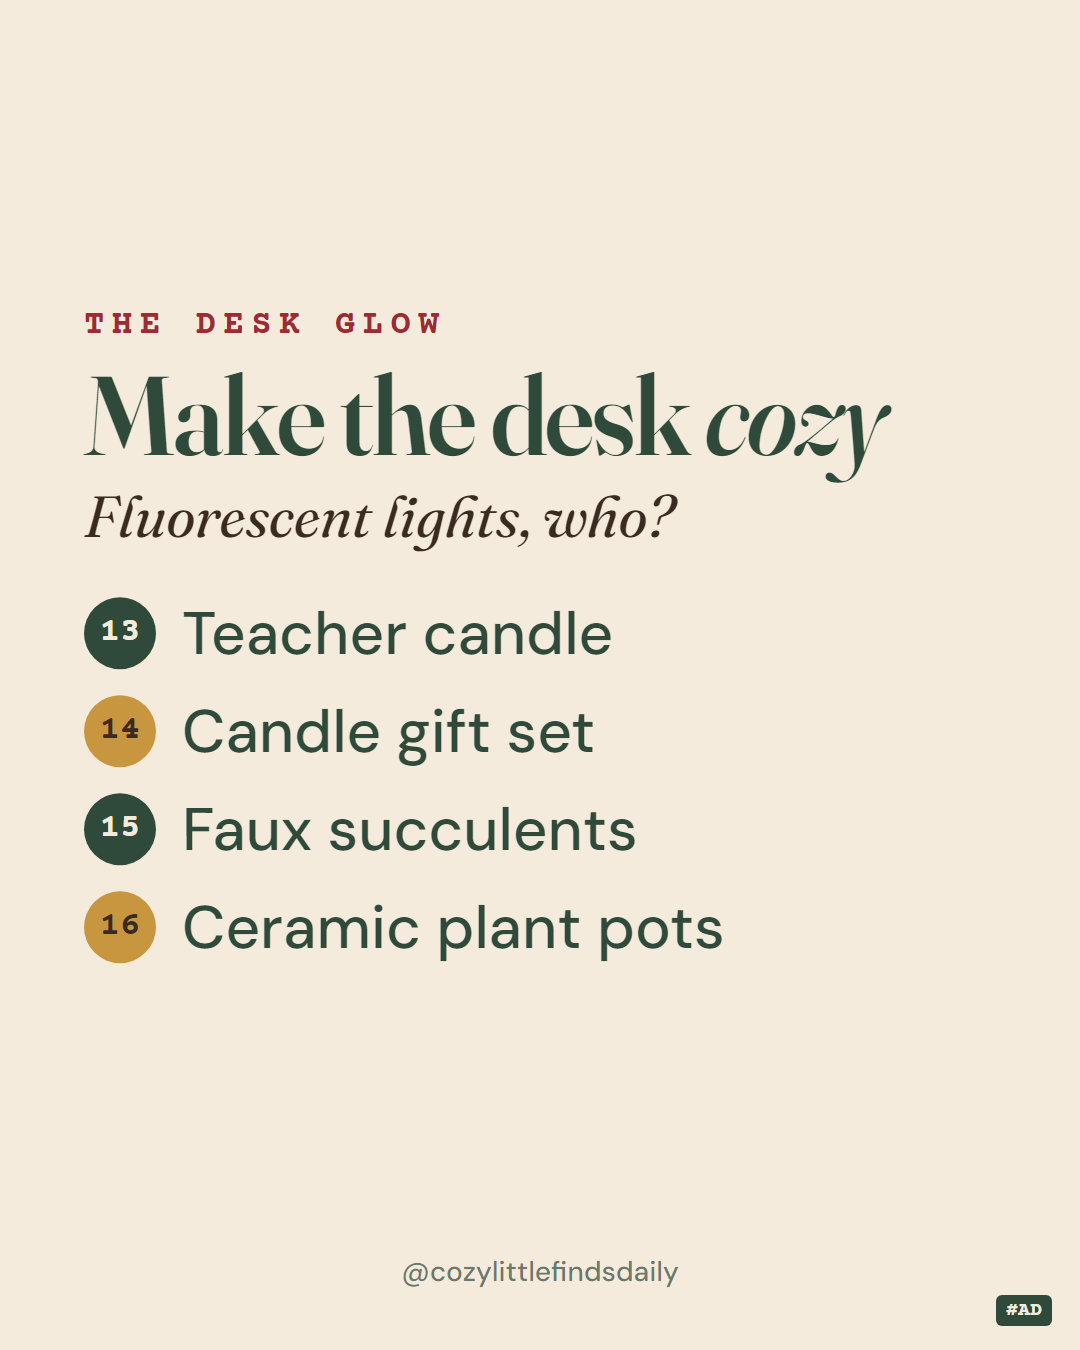 THE DESK GLOW
Make the desk cozy
Fluorescent lights, who?
13 Teacher candle
14 Candle gift set
15 Faux succulents
16 Ceramic plant pots
@cozylittlefindsdaily
#AD